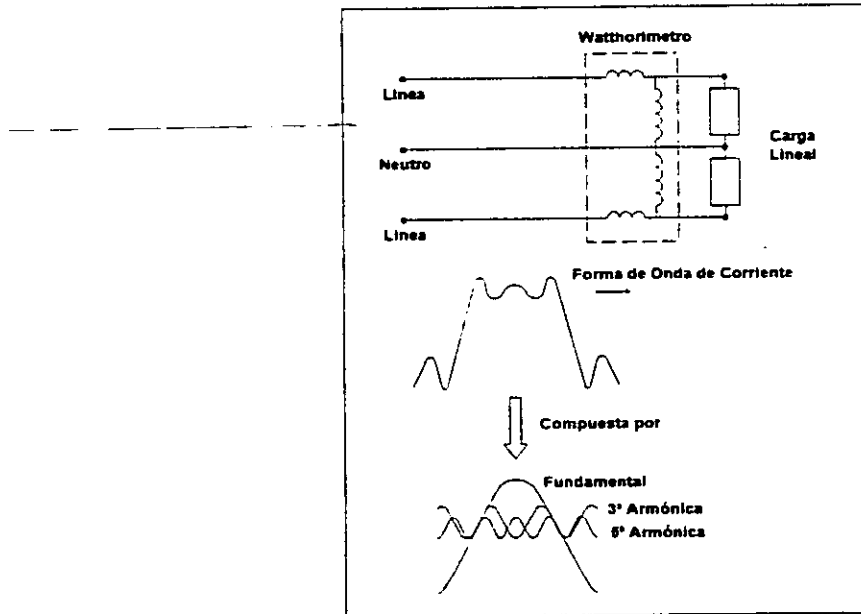 Watthorimetro
Linea
Carga
Lineal
Neutro
Linea
Forma de Onda de Corriente
Compuesta por
Fundamental
3ª Armónica
5ª Armónica